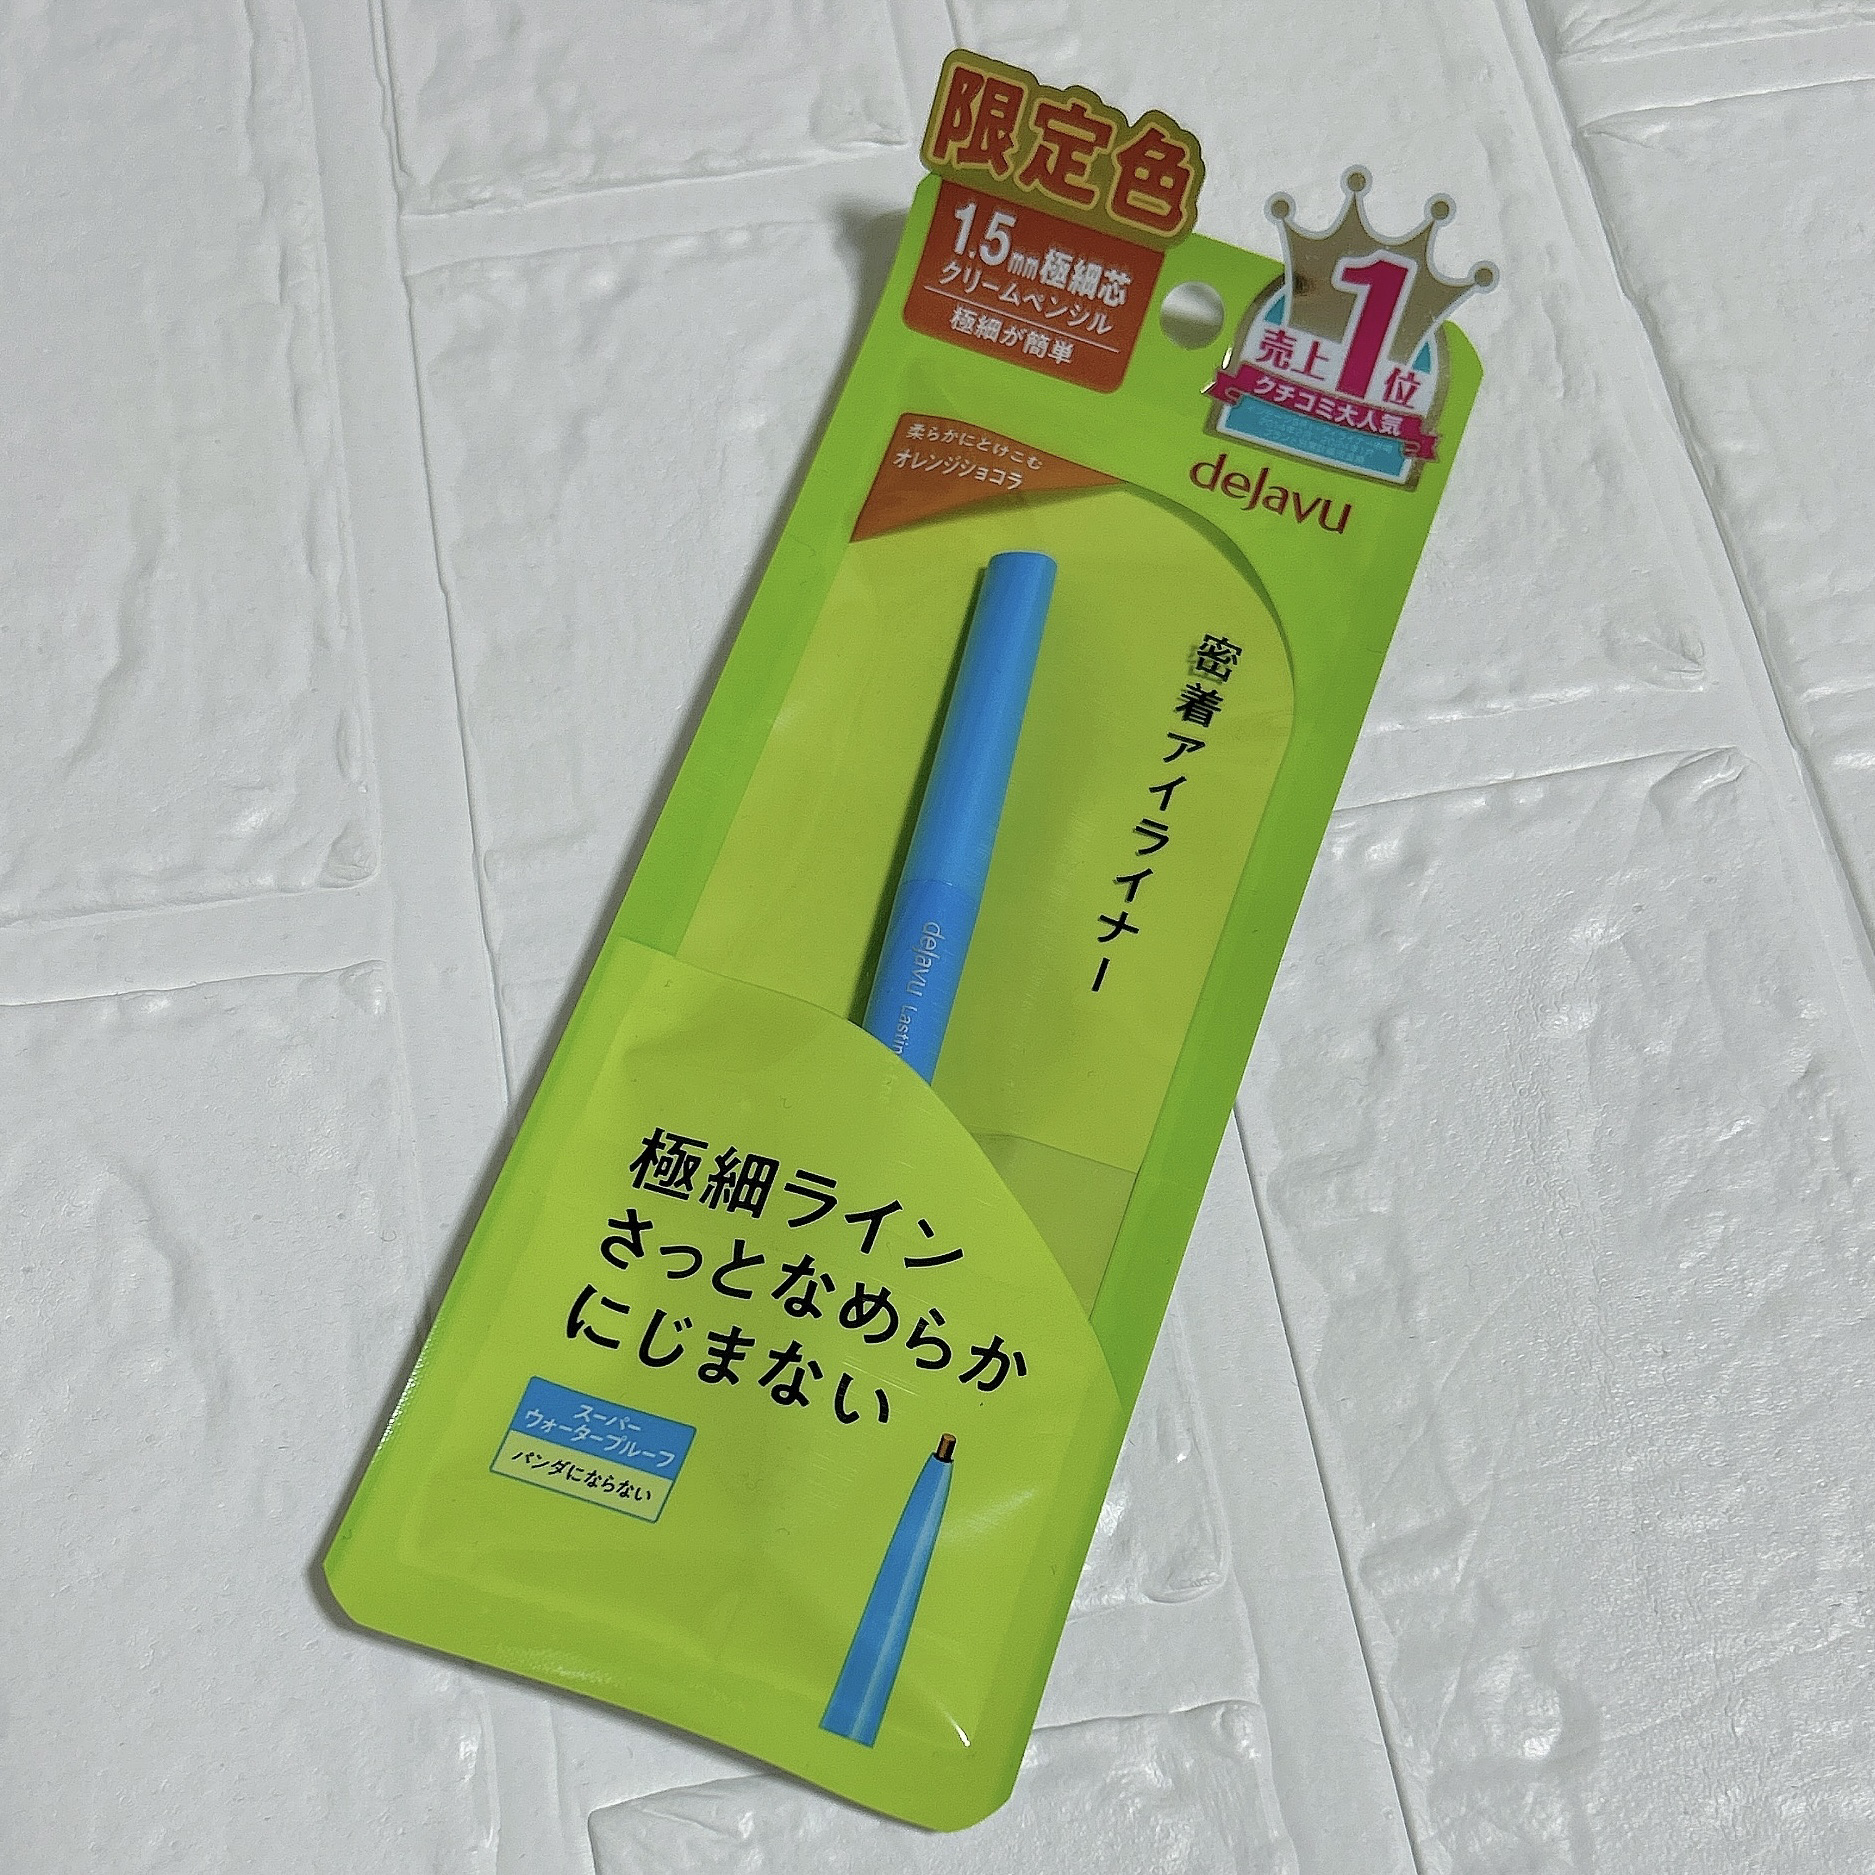 限定色
1.5mm極細芯
クリームペンシル
極細が簡単
売上1位
クチコミ大人気
dejavu
柔らかにとけこむ
オレンジショコラ
密着アイライナー
dejavu Lastin
極細ライン
さっとなめらか
にじまない
スーパー
ウォータープルーフ
パンダにならない